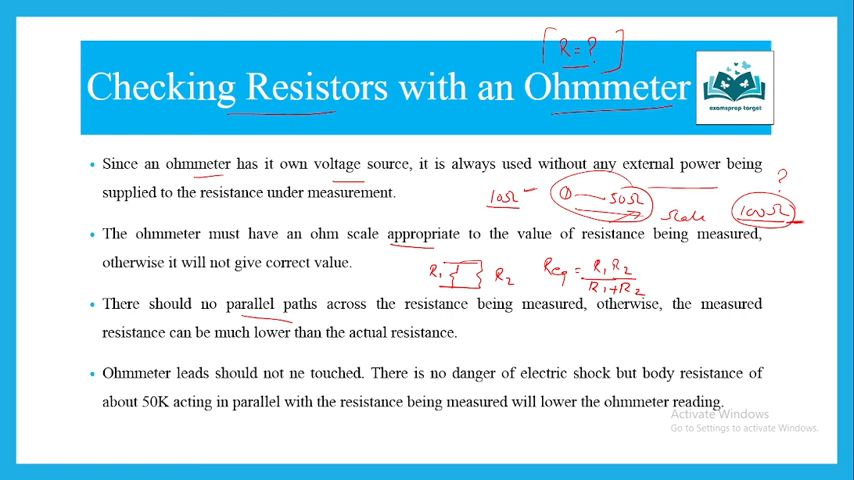 [R = ?]
Checking Resistors with an Ohmmeter
examsprep target
• Since an ohmmeter has it own voltage source, it is always used without any external power being
supplied to the resistance under measurement.
?
10Ω
0 — 50Ω
scale
100Ω
• The ohmmeter must have an ohm scale appropriate to the value of resistance being measured,
otherwise it will not give correct value.
R₁ R₂ Req = R₁R₂ / R₁+R₂
• There should no parallel paths across the resistance being measured, otherwise, the measured
resistance can be much lower than the actual resistance.
• Ohmmeter leads should not ne touched. There is no danger of electric shock but body resistance of
about 50K acting in parallel with the resistance being measured will lower the ohmmeter reading.
Activate Windows
Go to Settings to activate Windows.